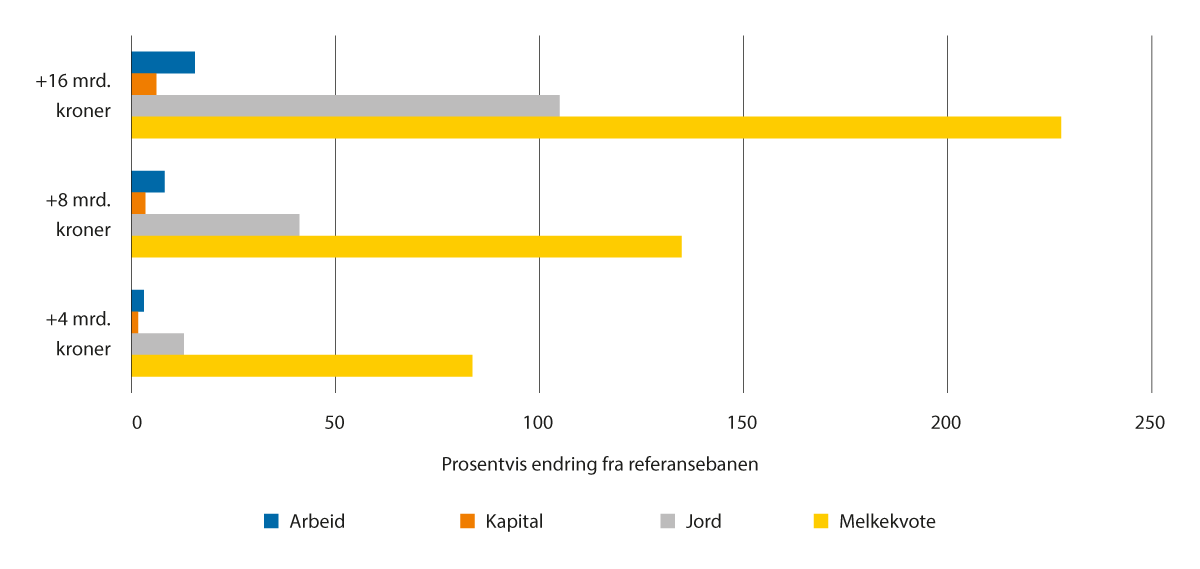 +16 mrd.
kroner
+8 mrd.
kroner
+4 mrd.
kroner
0 50 100 150 200 250
Prosentvis endring fra referansebanen
Arbeid Kapital Jord Melkekvote